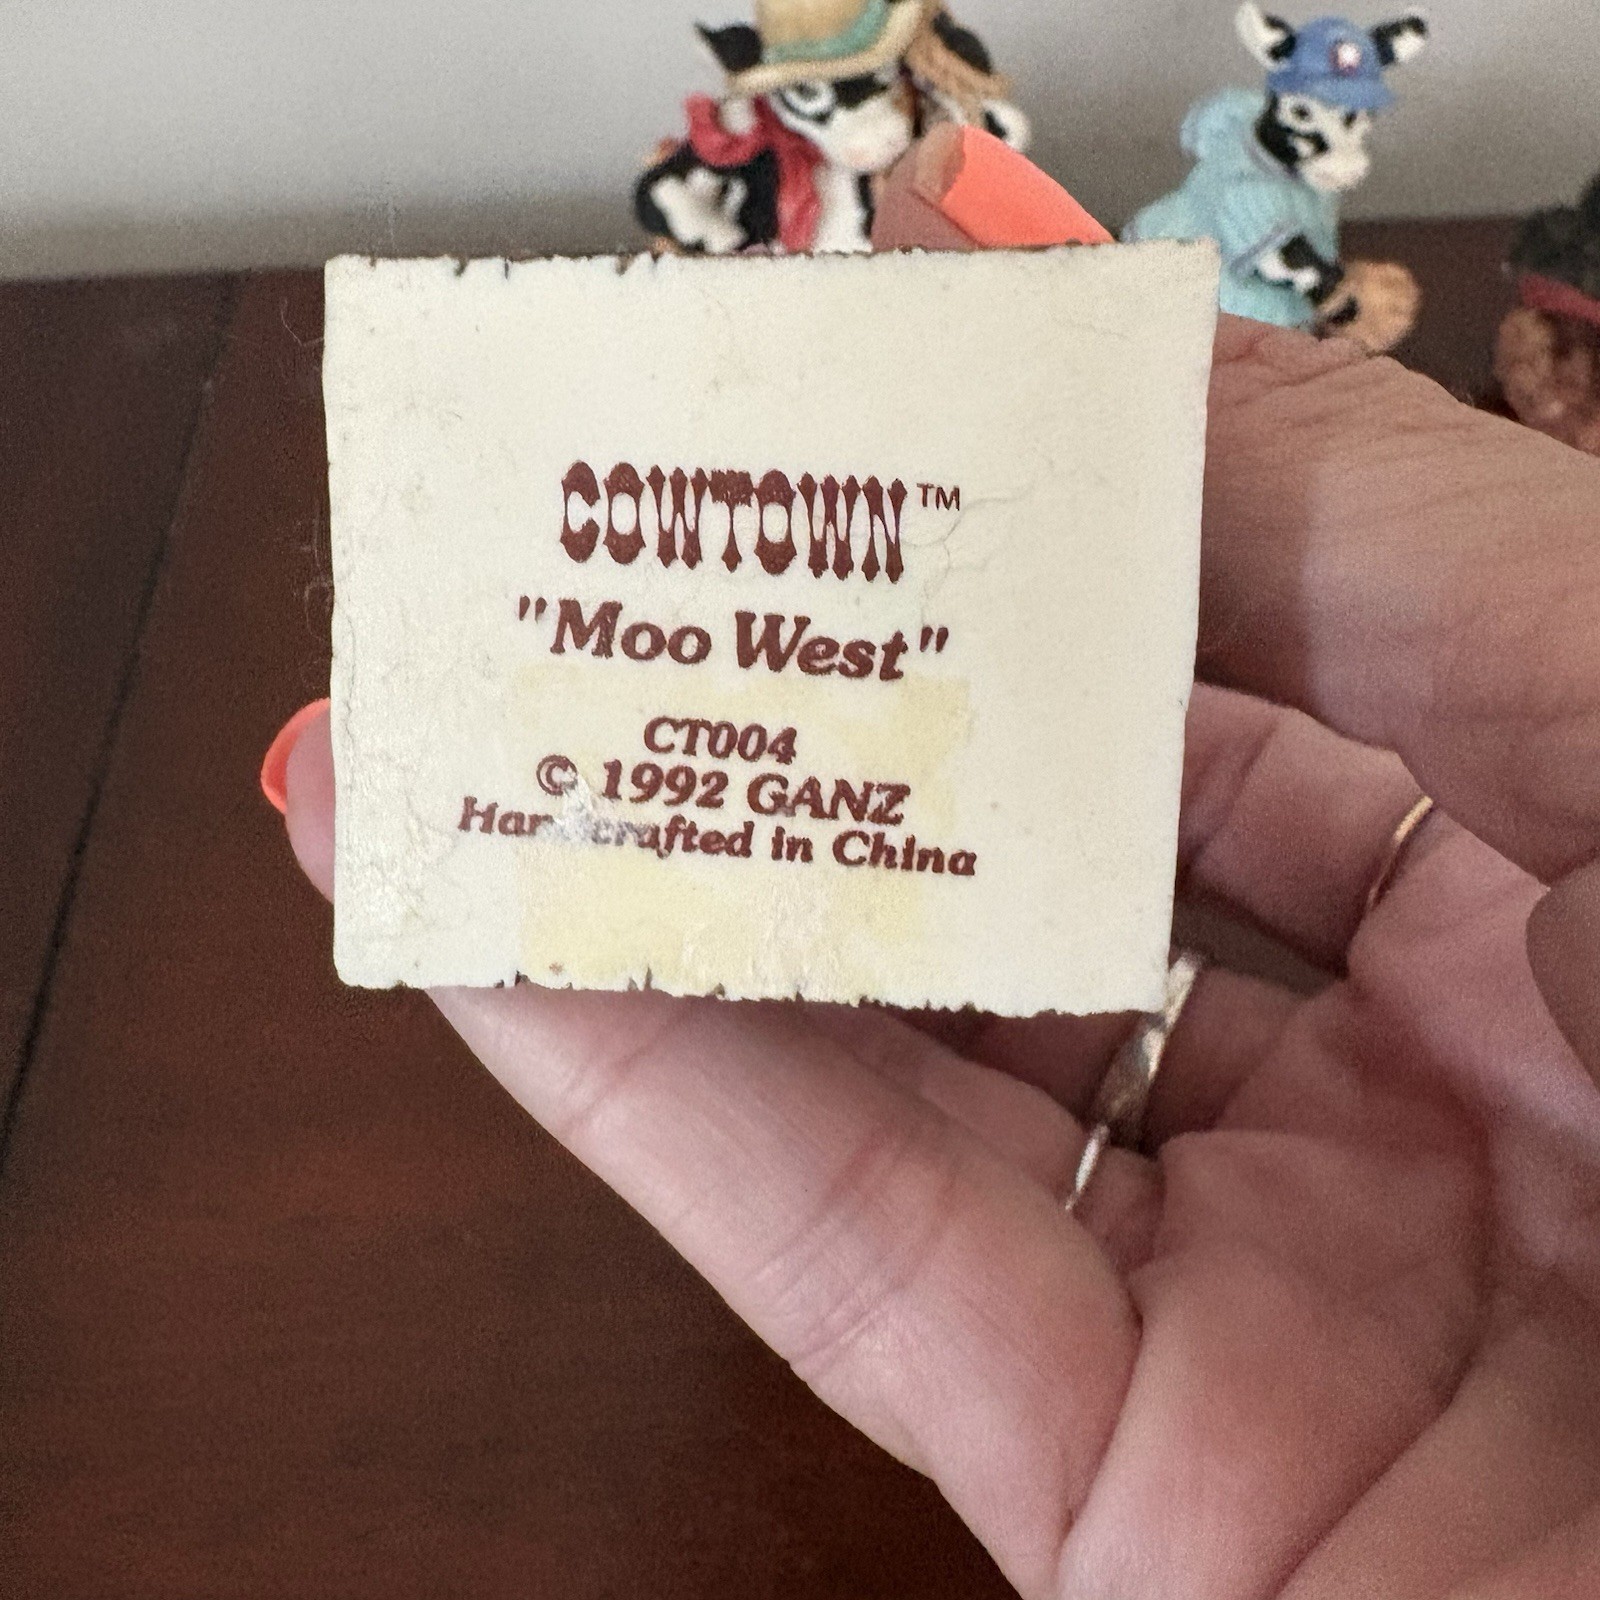 COWTOWN™
"Moo West"
CT004
© 1992 GANZ
Handcrafted in China